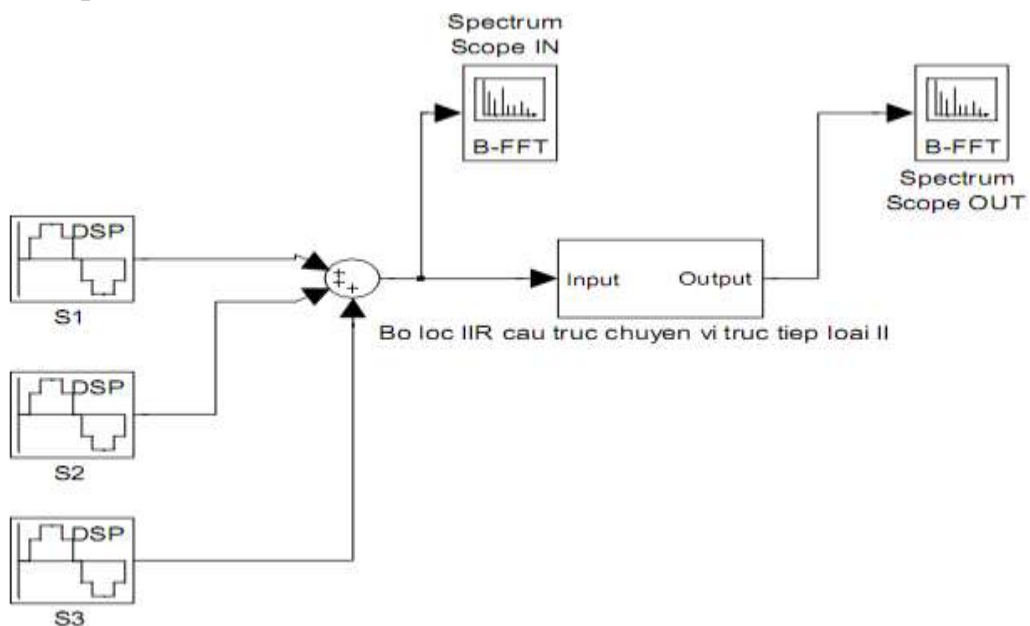 Spectrum
Scope IN
B-FFT
B-FFT
Spectrum
Scope OUT
DSP
S1
+
+
+
Input
Output
Bo loc IIR cau truc chuyen vi truc tiep loai II
DSP
S2
DSP
S3